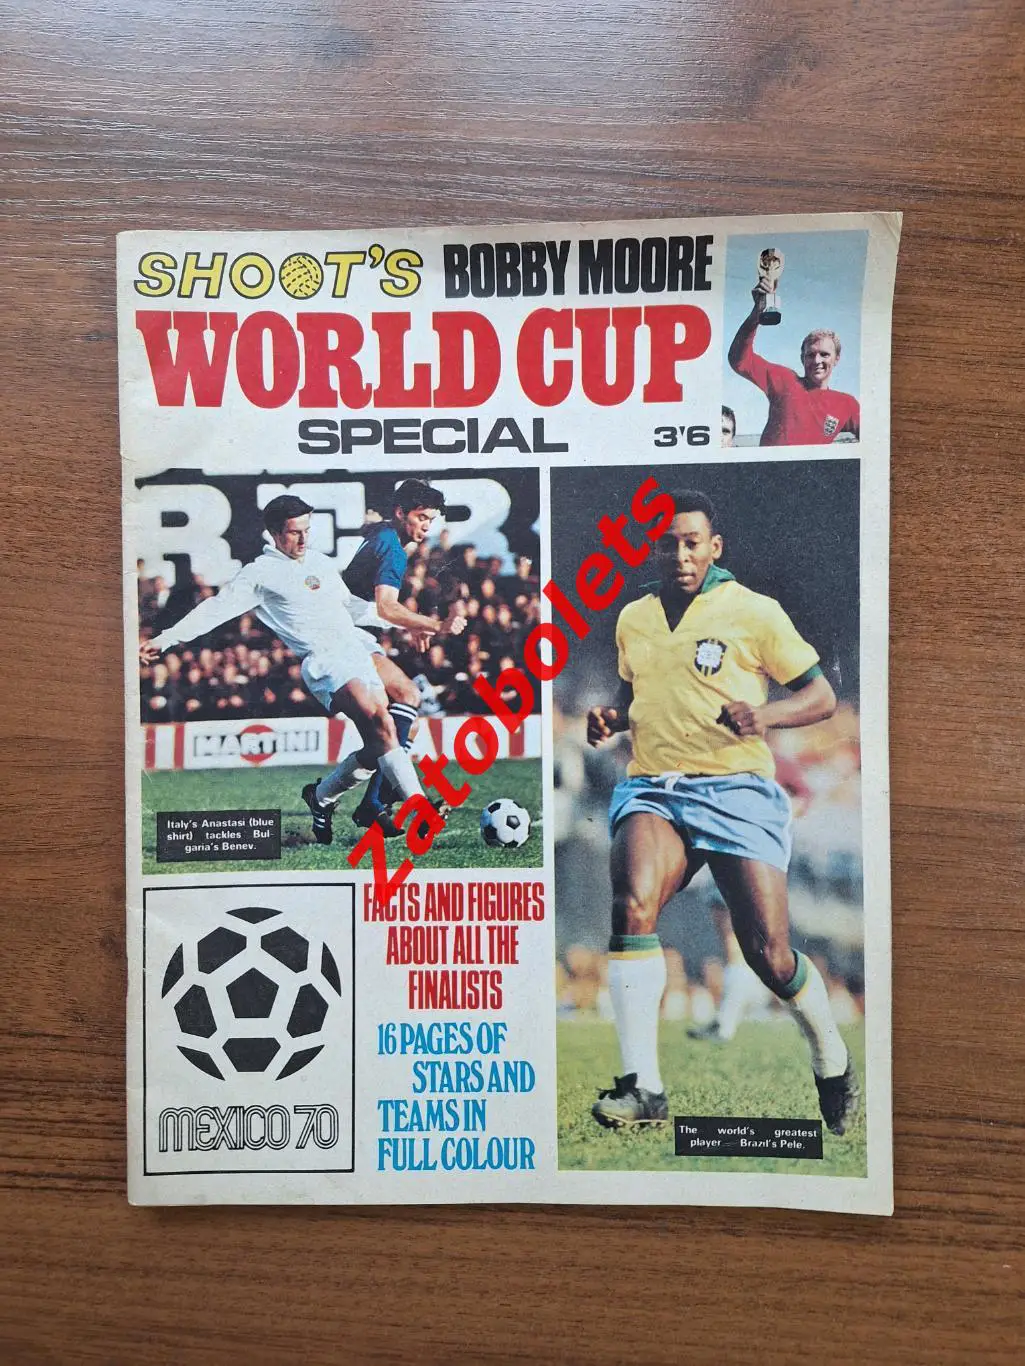 SHOOT'S BOBBY MOORE
WORLD CUP
SPECIAL 3'6
RER
MARTINI
Italy's Anastasi (blue
shirt) tackles Bul-
garia's Benev.
Zatobolets
FACTS AND FIGURES
ABOUT ALL THE
FINALISTS
16 PAGES OF
STARS AND
TEAMS IN
FULL COLOUR
MEXICO 70
The world's greatest
player—Brazil's Pele.